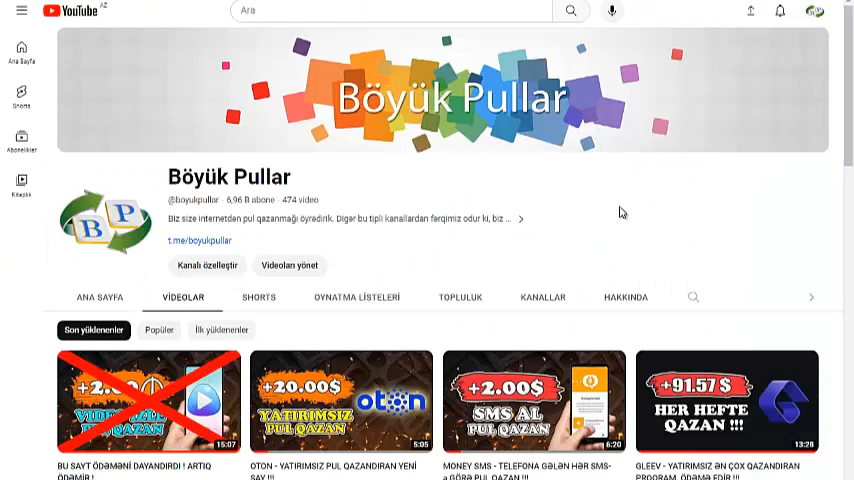 YouTube AZ
Ara
Ana Sayfa
Shorts
Abonelikler
Kitaplık
Böyük Pullar
Böyük Pullar
@boyukpullar · 6,96 B abone · 474 video
Biz size internetden pul qazanmağı öyrədirik. Digər bu tipli kanallardan fərqimiz odur ki, biz ...
t.me/boyukpullar
B P
Kanalı özelleştir
Videoları yönet
ANA SAYFA
VİDEOLAR
SHORTS
OYNATMA LİSTELERİ
TOPLULUK
KANALLAR
HAKKINDA
Son yüklenenler
Popüler
İlk yüklenenler
PUL QAZAN
15:07
+20.00$
oton
YATIRIMSIZ
PUL QAZAN
5:05
+2.00$
SMS AL
PUL QAZAN
6:20
+91.57 $
HER HEFTE
QAZAN !!!
13:28
BU SAYT ÖDƏMƏNİ DAYANDIRDI ! ARTIQ
ÖDƏMİR !
OTON - YATIRIMSIZ PUL QAZANDIRAN YENİ
SAY !!!
MONEY SMS - TELEFONA GƏLƏN HƏR SMS-
ə GÖRƏ PUL QAZAN !!!
GLEEV - YATIRIMSIZ ƏN ÇOX QAZANDIRAN
PROGRAM. ÖDƏMƏ EDİR !!!